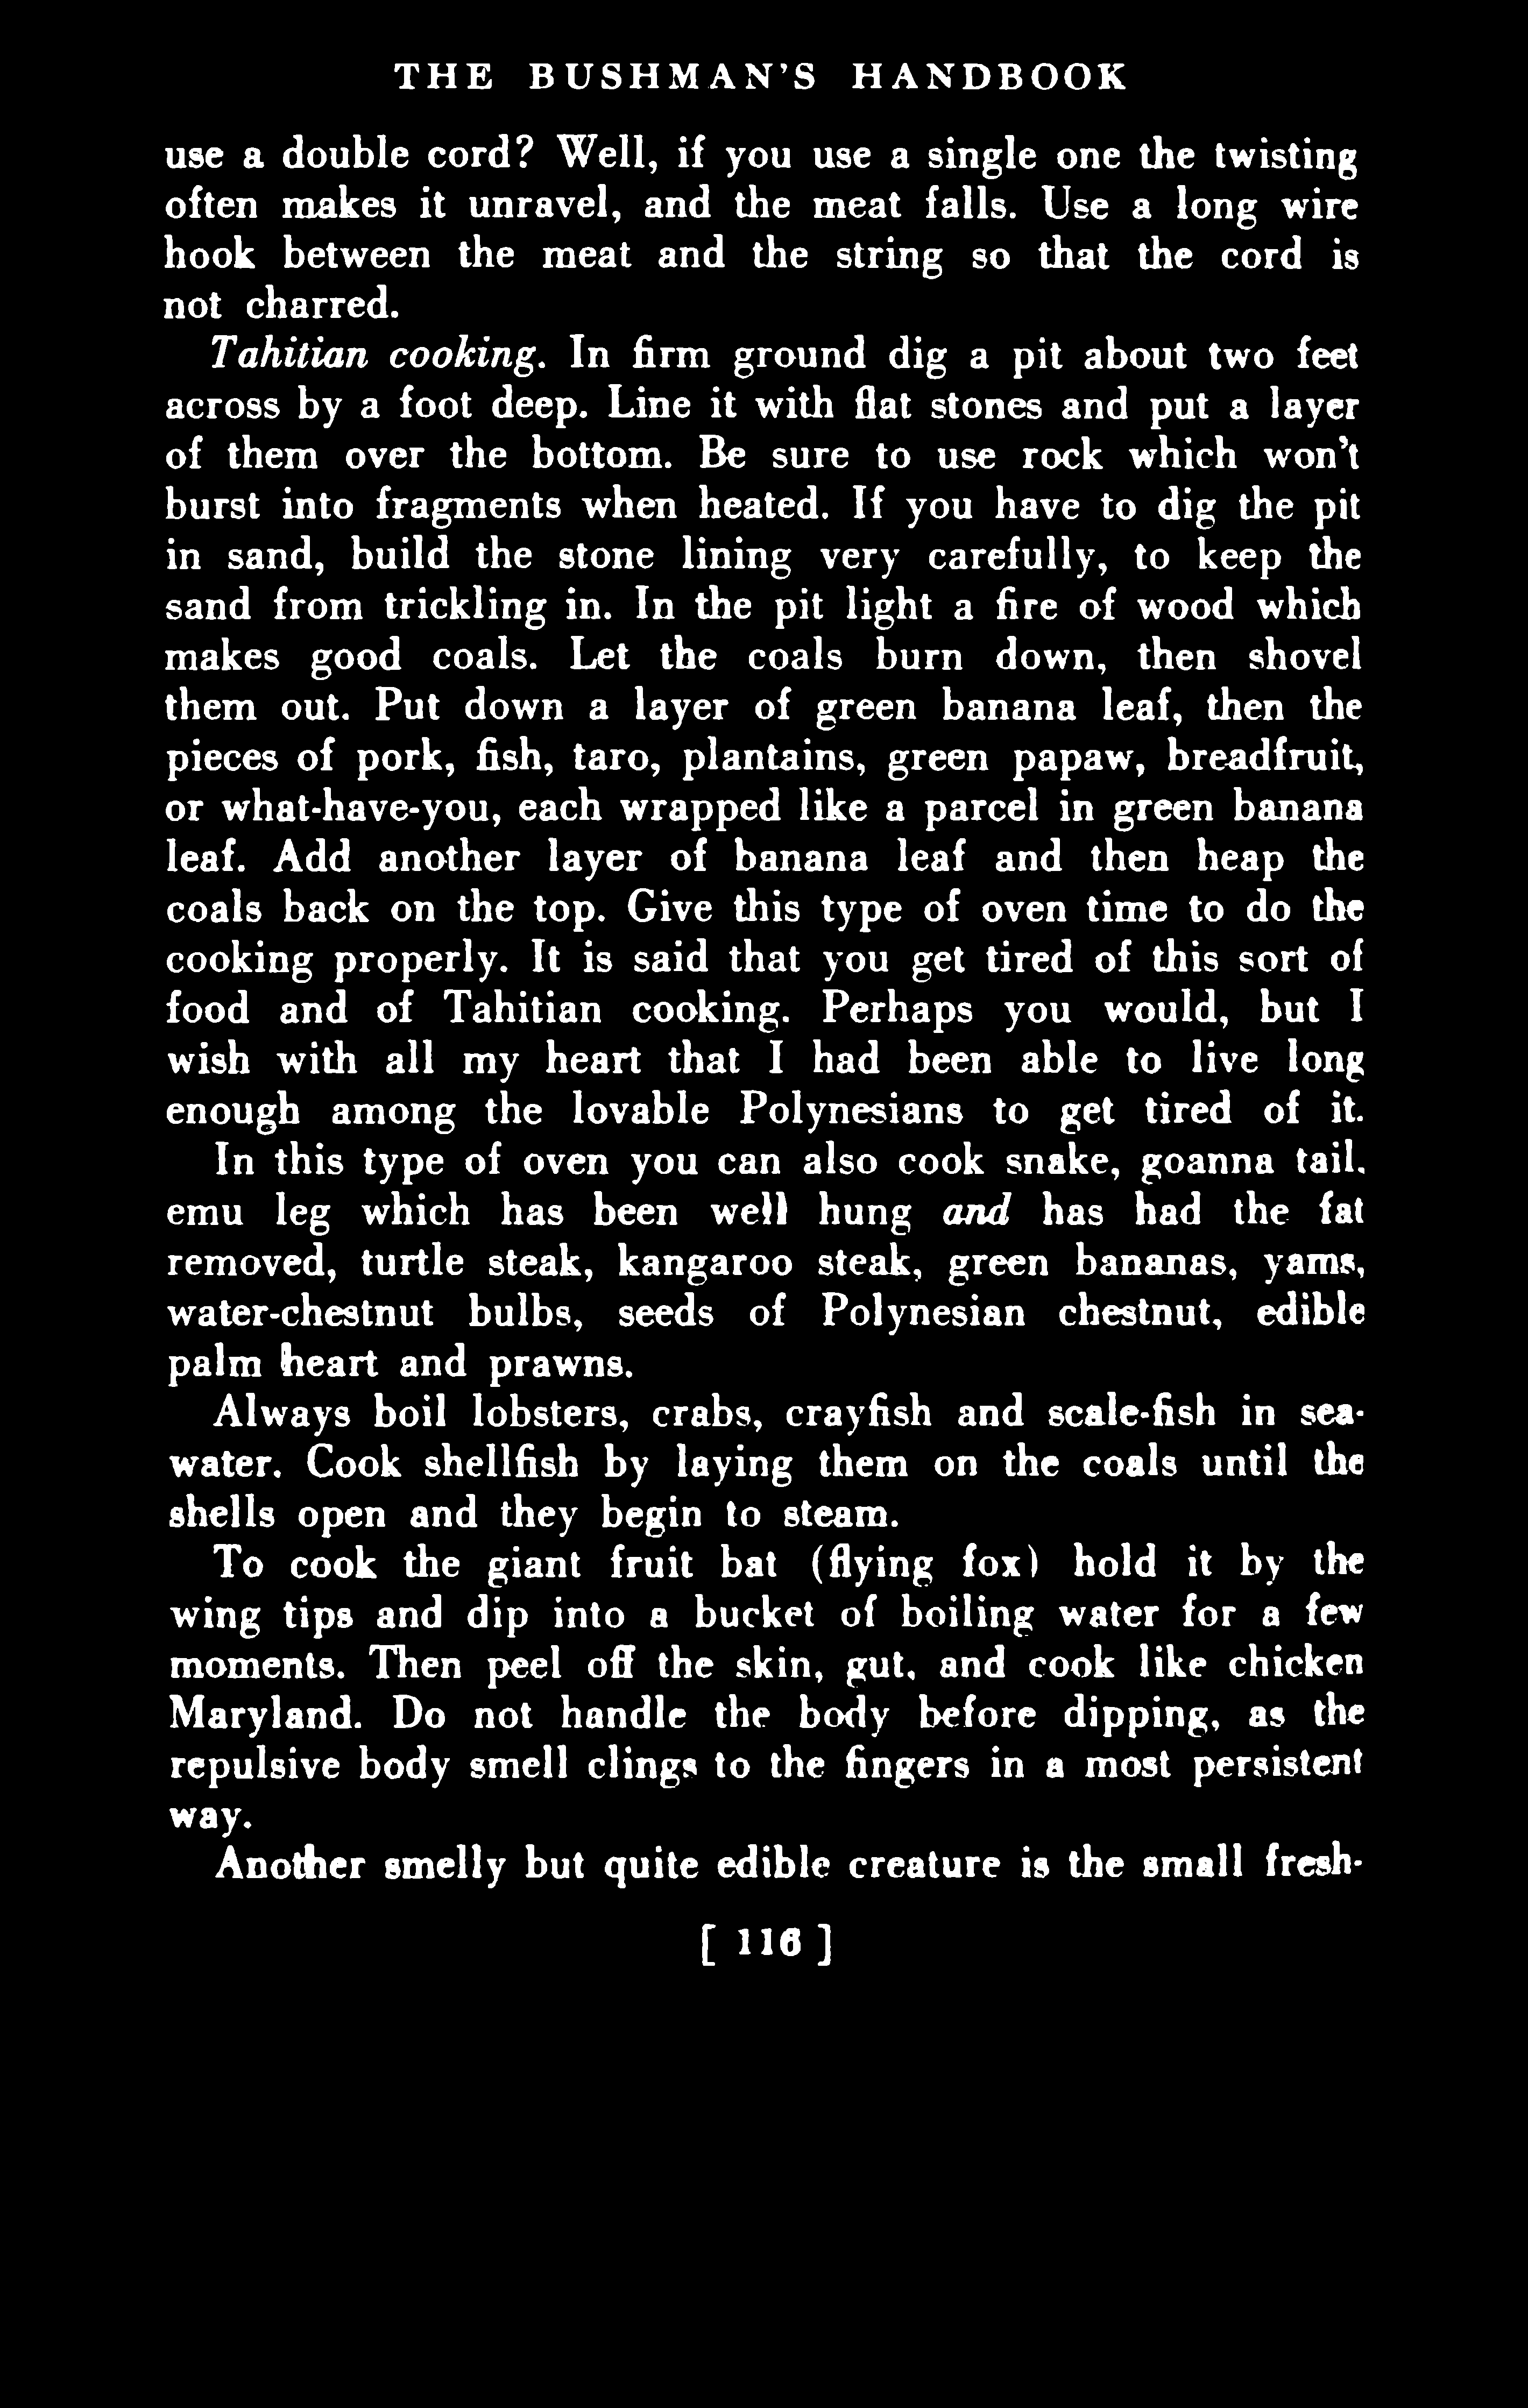 THE BUSHMAN'S HANDBOOK
use a double cord? Well, if you use a single one the twisting
often makes it unravel, and the meat falls. Use a long wire
hook between the meat and the string so that the cord is
not charred.
Tahitian cooking. In firm ground dig a pit about two feet
across by a foot deep. Line it with flat stones and put a layer
of them over the bottom. Be sure to use rock which won't
burst into fragments when heated. If you have to dig the pit
in sand, build the stone lining very carefully, to keep the
sand from trickling in. In the pit light a fire of wood which
makes good coals. Let the coals burn down, then shovel
them out. Put down a layer of green banana leaf, then the
pieces of pork, fish, taro, plantains, green papaw, breadfruit,
or what-have-you, each wrapped like a parcel in green banana
leaf. Add another layer of banana leaf and then heap the
coals back on the top. Give this type of oven time to do the
cooking properly. It is said that you get tired of this sort of
food and of Tahitian cooking. Perhaps you would, but I
wish with all my heart that I had been able to live long
enough among the lovable Polynesians to get tired of it.
In this type of oven you can also cook snake, goanna tail,
emu leg which has been well hung and has had the fat
removed, turtle steak, kangaroo steak, green bananas, yams,
water-chestnut bulbs, seeds of Polynesian chestnut, edible
palm heart and prawns.
Always boil lobsters, crabs, crayfish and scale-fish in sea-
water. Cook shellfish by laying them on the coals until the
shells open and they begin to steam.
To cook the giant fruit bat (flying fox) hold it by the
wing tips and dip into a bucket of boiling water for a few
moments. Then peel off the skin, gut, and cook like chicken
Maryland. Do not handle the body before dipping, as the
repulsive body smell clings to the fingers in a most persistent
way.
Another smelly but quite edible creature is the small fresh-
[ 116 ]